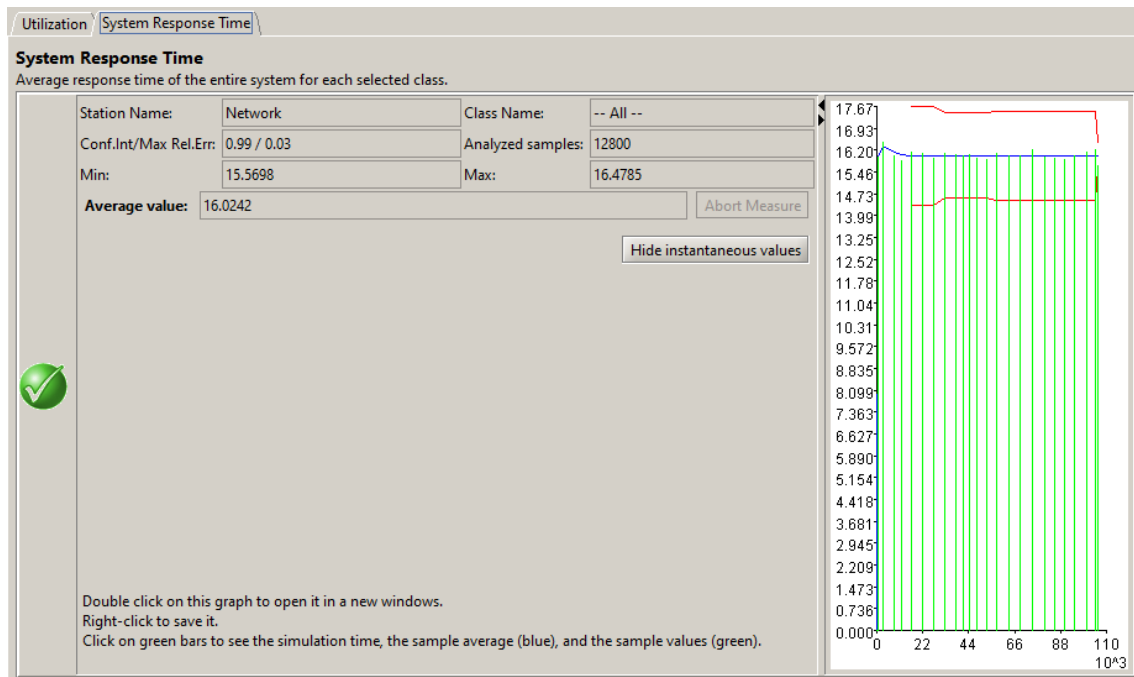 Utilization System Response Time
System Response Time
Average response time of the entire system for each selected class.
Station Name: Network Class Name: -- All --
Conf.Int/Max Rel.Err: 0.99 / 0.03 Analyzed samples: 12800
Min: 15.5698 Max: 16.4785
Average value: 16.0242 Abort Measure
Hide instantaneous values
Double click on this graph to open it in a new windows.
Right-click to save it.
Click on green bars to see the simulation time, the sample average (blue), and the sample values (green).
17.67
16.93
16.20
15.46
14.73
13.99
13.25
12.52
11.78
11.04
10.31
9.572
8.835
8.099
7.363
6.627
5.890
5.154
4.418
3.681
2.945
2.209
1.473
0.736
0.000
0 22 44 66 88 110
10^3